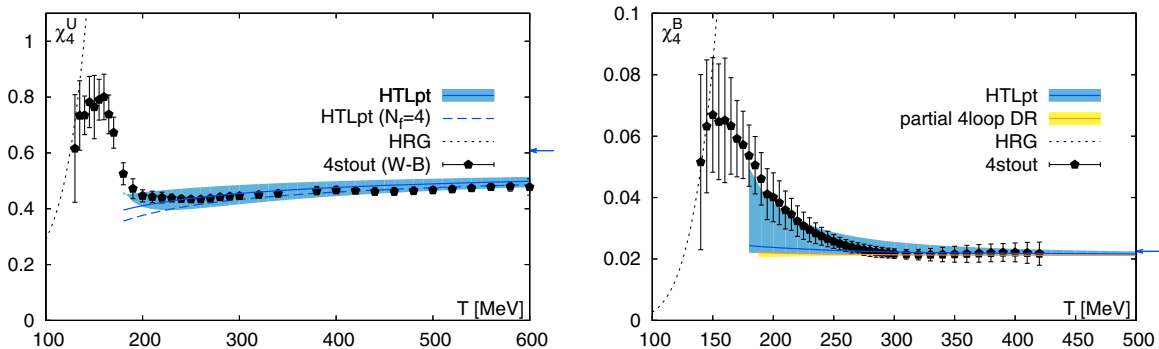 χ₄ᵁ
1
0.8
0.6
0.4
0.2
0
HTLpt
HTLpt (N_f=4)
HRG
4stout (W-B)
T [MeV]
100 200 300 400 500 600
χ₄ᴮ
0.1
0.08
0.06
0.04
0.02
0
HTLpt
partial 4loop DR
HRG
4stout
T [MeV]
100 150 200 250 300 350 400 450 500